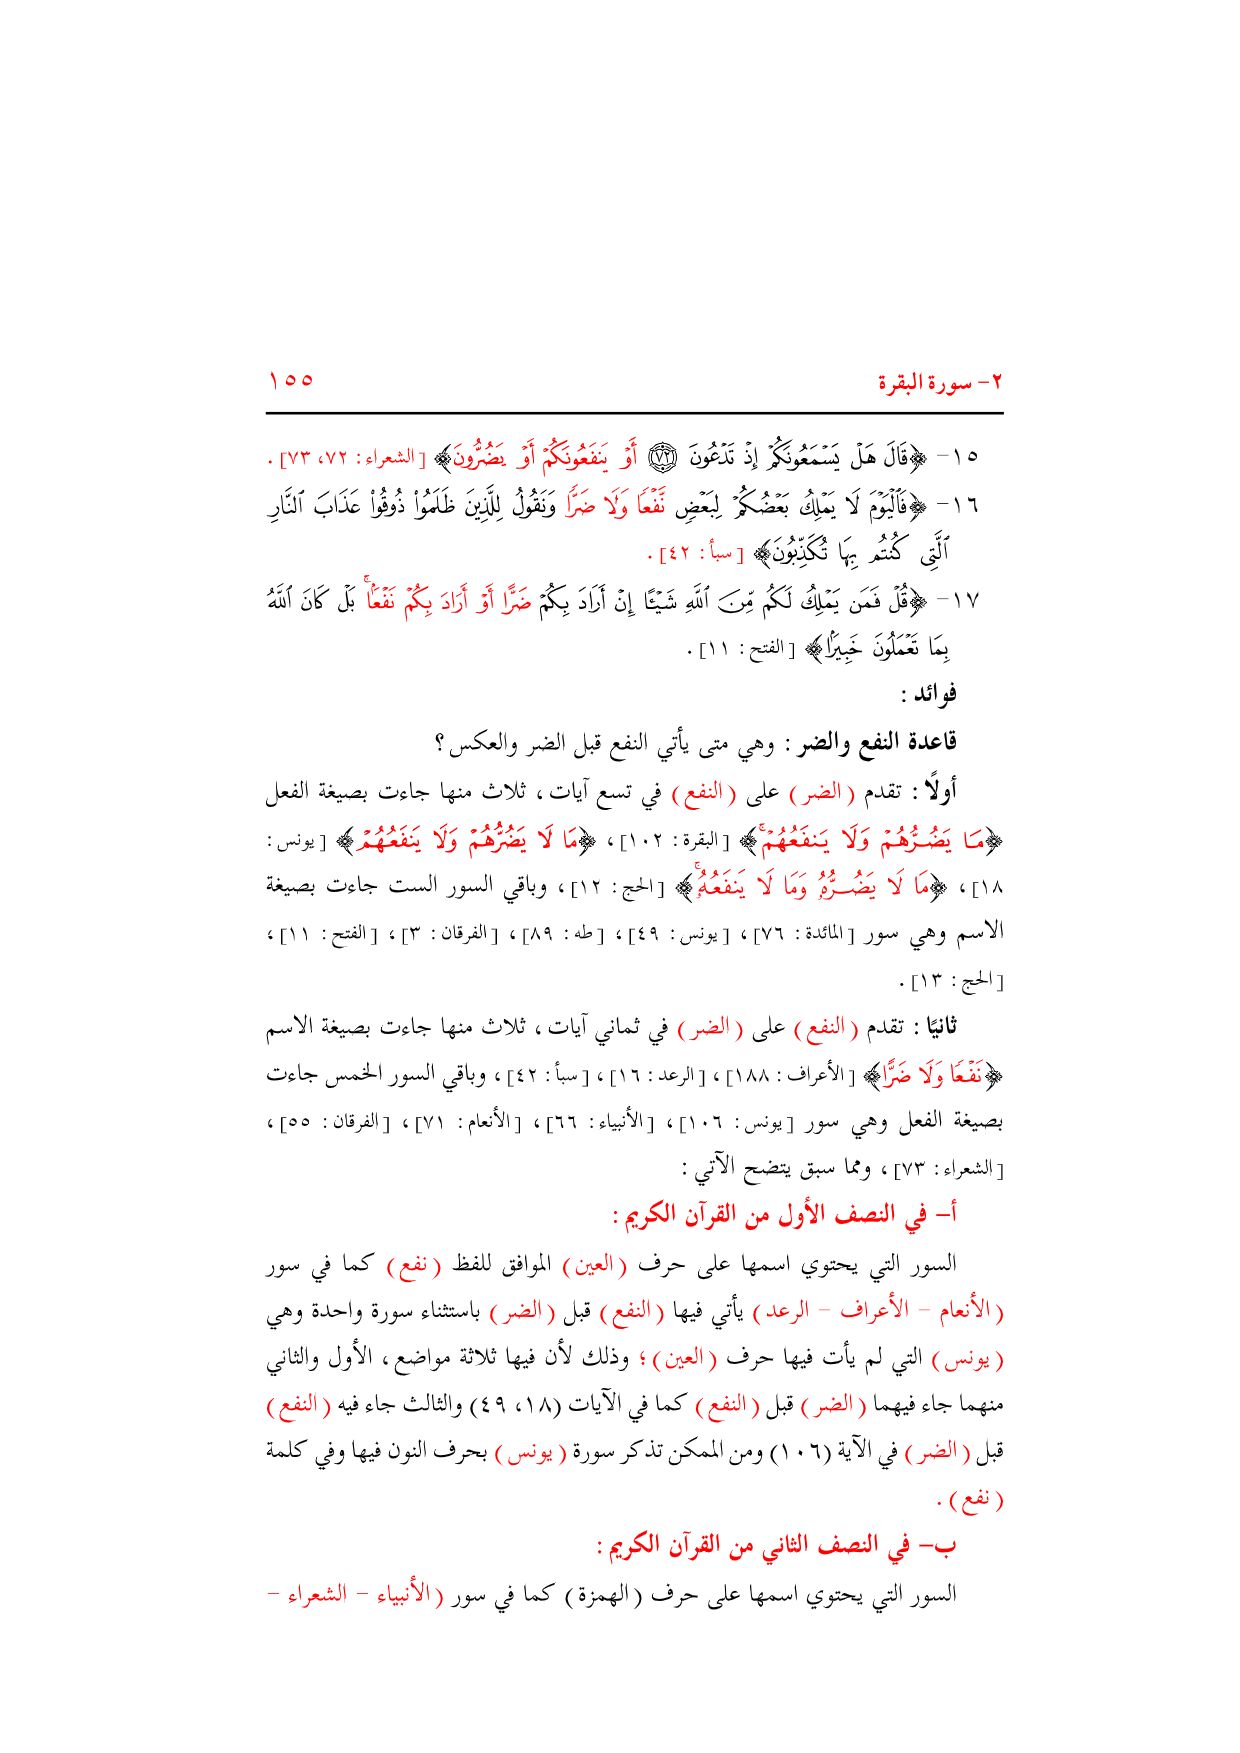 ٢- سورة البقرة ١٥٥
١٥- ﴿قَالَ هَلْ يَسْمَعُونَكُمْ إِذْ تَدْعُونَ ٧٢ أَوْ يَنفَعُونَكُمْ أَوْ يَضُرُّونَ﴾ [الشعراء: ٧٢، ٧٣].
١٦- ﴿فَٱلْيَوْمَ لَا يَمْلِكُ بَعْضُكُمْ لِبَعْضٍ نَّفْعًا وَلَا ضَرًّا وَنَقُولُ لِلَّذِينَ ظَلَمُوا۟ ذُوقُوا۟ عَذَابَ ٱلنَّارِ
ٱلَّتِى كُنتُم بِهَا تُكَذِّبُونَ﴾ [سبأ: ٤٢].
١٧- ﴿قُلْ فَمَن يَمْلِكُ لَكُم مِّنَ ٱللَّهِ شَيْـًٔا إِنْ أَرَادَ بِكُمْ ضَرًّا أَوْ أَرَادَ بِكُمْ نَفْعًۢا ۚ بَلْ كَانَ ٱللَّهُ
بِمَا تَعْمَلُونَ خَبِيرًۢا﴾ [الفتح: ١١].
فوائد :
قاعدة النفع والضر : وهي متى يأتي النفع قبل الضر والعكس؟
أولًا : تقدم (الضر) على (النفع) في تسع آيات، ثلاث منها جاءت بصيغة الفعل
﴿مَا يَضُرُّهُمْ وَلَا يَنفَعُهُمْ ۚ﴾ [البقرة: ١٠٢]، ﴿مَا لَا يَضُرُّهُمْ وَلَا يَنفَعُهُمْ﴾ [يونس:
١٨]، ﴿مَا لَا يَضُرُّهُۥ وَمَا لَا يَنفَعُهُۥ ۚ﴾ [الحج: ١٢]، وباقي السور الست جاءت بصيغة
الاسم وهي سور [المائدة: ٧٦]، [يونس: ٤٩]، [طه: ٨٩]، [الفرقان: ٣]، [الفتح: ١١]،
[الحج: ١٣].
ثانيًا : تقدم (النفع) على (الضر) في ثماني آيات، ثلاث منها جاءت بصيغة الاسم
﴿نَفْعًا وَلَا ضَرًّا﴾ [الأعراف: ١٨٨]، [الرعد: ١٦]، [سبأ: ٤٢]، وباقي السور الخمس جاءت
بصيغة الفعل وهي سور [يونس: ١٠٦]، [الأنبياء: ٦٦]، [الأنعام: ٧١]، [الفرقان: ٥٥]،
[الشعراء: ٧٣]، ومما سبق يتضح الآتي:
أ- في النصف الأول من القرآن الكريم:
السور التي يحتوي اسمها على حرف (العين) الموافق للفظ (نفع) كما في سور
(الأنعام - الأعراف - الرعد) يأتي فيها (النفع) قبل (الضر) باستثناء سورة واحدة وهي
(يونس) التي لم يأت فيها حرف (العين)؛ وذلك لأن فيها ثلاثة مواضع، الأول والثاني
منهما جاء فيهما (الضر) قبل (النفع) كما في الآيات (١٨، ٤٩) والثالث جاء فيه (النفع)
قبل (الضر) في الآية (١٠٦) ومن الممكن تذكر سورة (يونس) بحرف النون فيها وفي كلمة
(نفع).
ب- في النصف الثاني من القرآن الكريم:
السور التي يحتوي اسمها على حرف (الهمزة) كما في سور (الأنبياء - الشعراء -